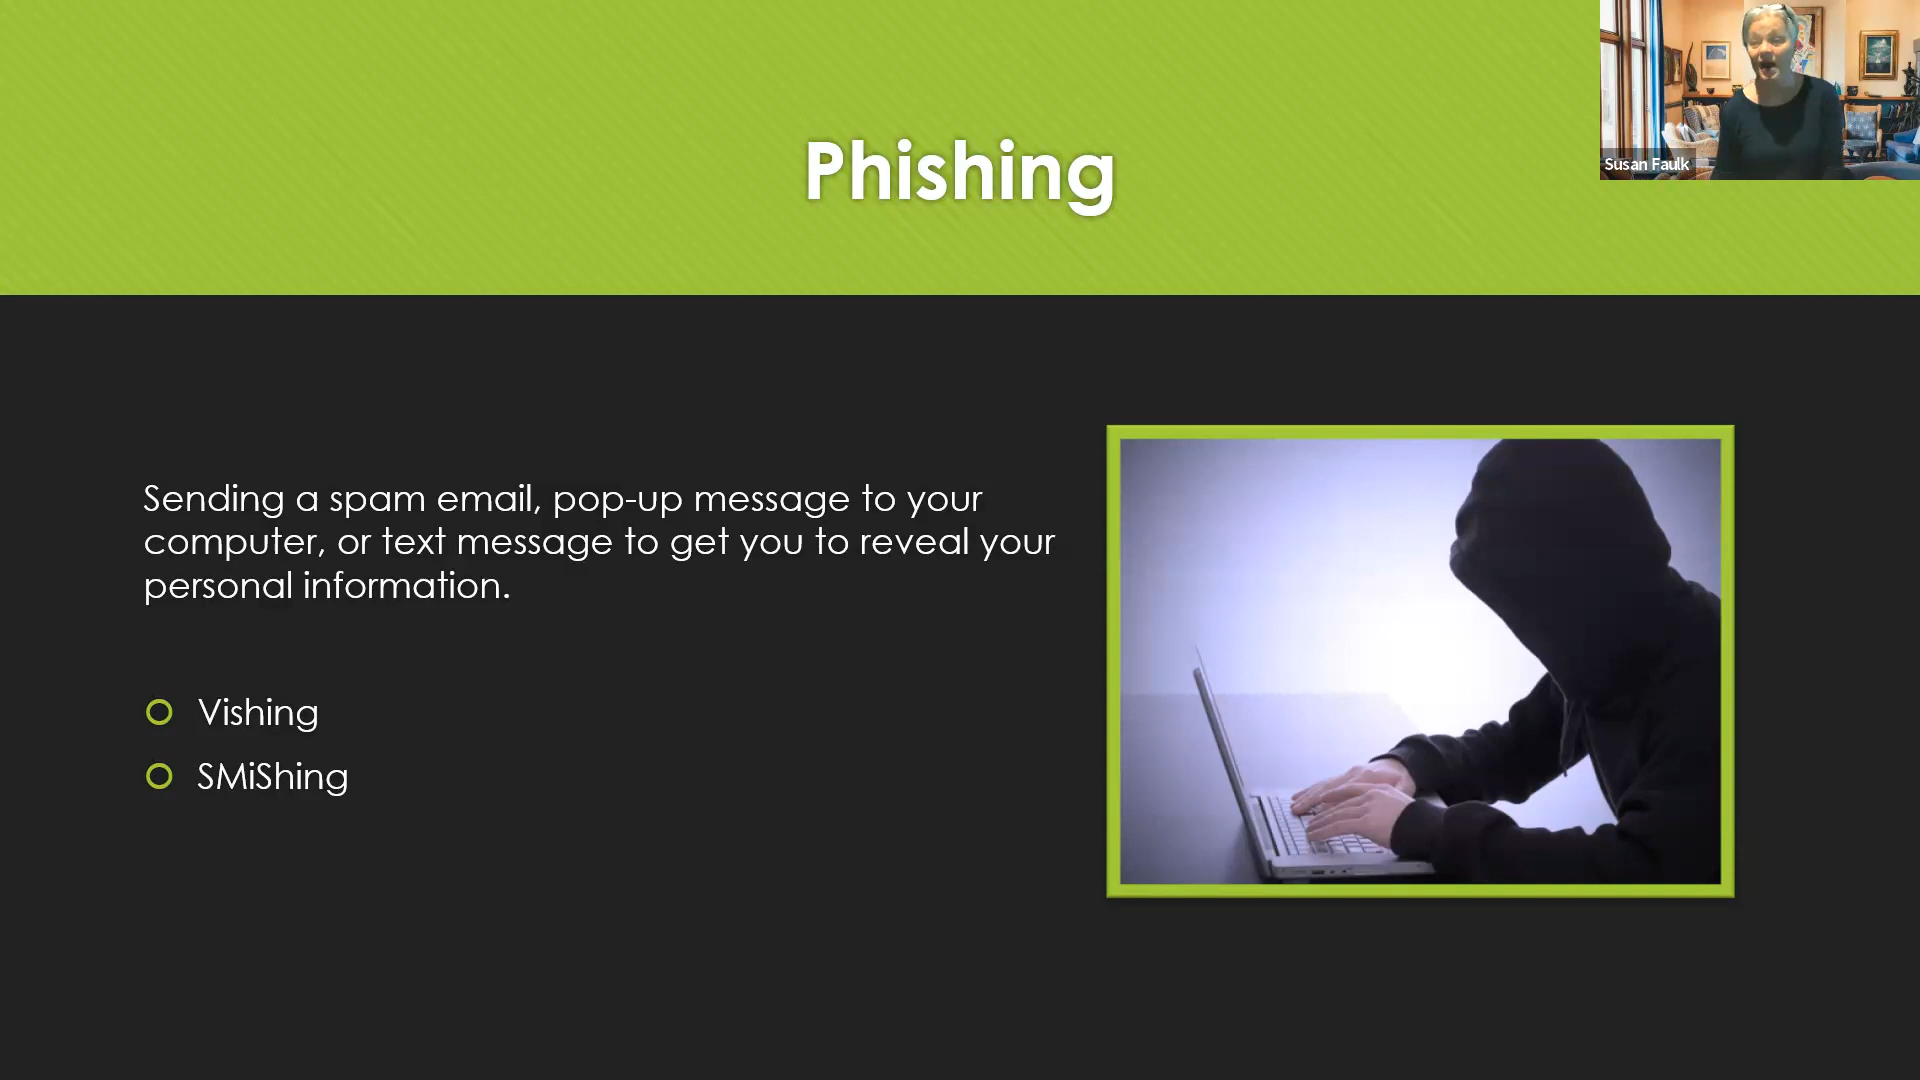 Phishing
Susan Faulk
Sending a spam email, pop-up message to your
computer, or text message to get you to reveal your
personal information.
Vishing
SMiShing